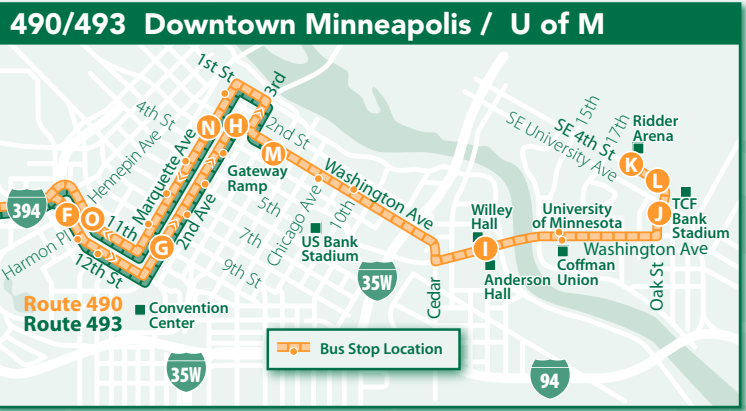 490/493 Downtown Minneapolis / U of M
1st St
3rd
4th St
Hennepin Ave
Marquette Ave
N
H
2nd St
M
Gateway
Ramp
Washington Ave
SE University Ave
SE 4th St
15th
17th
Ridder
Arena
K
L
J
TCF
Bank
Stadium
394
F
O
11th
Harmon Pl
12th St
G
2nd Ave
5th
7th
9th St
Chicago Ave
10th
US Bank
Stadium
Willey
Hall
I
Anderson
Hall
University
of Minnesota
Washington Ave
Coffman
Union
Oak St
Cedar
35W
Route 490
Route 493
Convention
Center
Bus Stop Location
35W
94